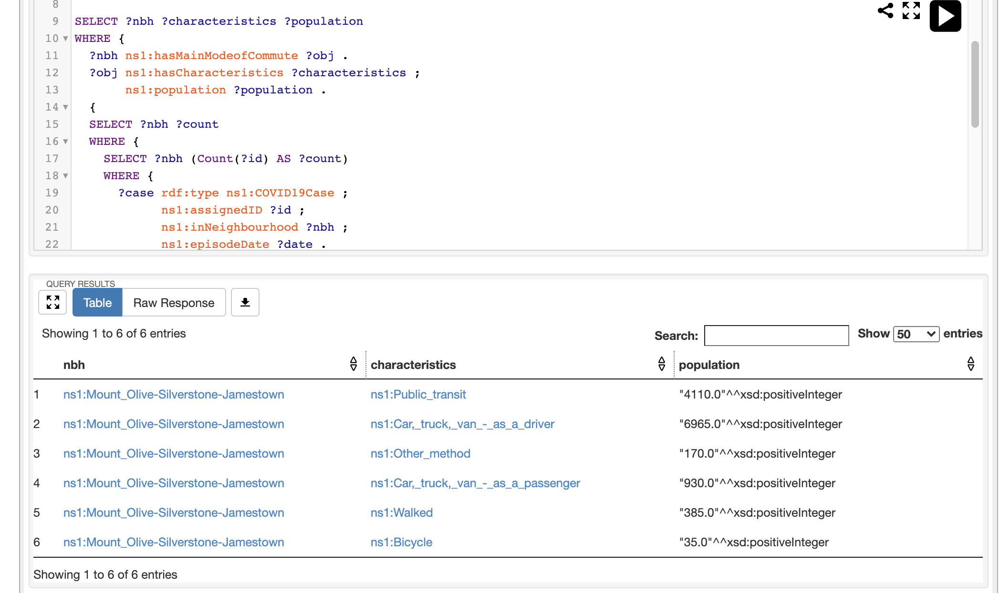 8
9 SELECT ?nbh ?characteristics ?population
10 WHERE {
11 ?nbh ns1:hasMainModeofCommute ?obj .
12 ?obj ns1:hasCharacteristics ?characteristics ;
13 ns1:population ?population .
14 {
15 SELECT ?nbh ?count
16 WHERE {
17 SELECT ?nbh (Count(?id) AS ?count)
18 WHERE {
19 ?case rdf:type ns1:COVID19Case ;
20 ns1:assignedID ?id ;
21 ns1:inNeighbourhood ?nbh ;
22 ns1:episodeDate ?date .
QUERY RESULTS
Table Raw Response
Showing 1 to 6 of 6 entries Search: Show 50 entries
nbh characteristics population
1 ns1:Mount_Olive-Silverstone-Jamestown ns1:Public_transit "4110.0"^^xsd:positiveInteger
2 ns1:Mount_Olive-Silverstone-Jamestown ns1:Car,_truck,_van_-_as_a_driver "6965.0"^^xsd:positiveInteger
3 ns1:Mount_Olive-Silverstone-Jamestown ns1:Other_method "170.0"^^xsd:positiveInteger
4 ns1:Mount_Olive-Silverstone-Jamestown ns1:Car,_truck,_van_-_as_a_passenger "930.0"^^xsd:positiveInteger
5 ns1:Mount_Olive-Silverstone-Jamestown ns1:Walked "385.0"^^xsd:positiveInteger
6 ns1:Mount_Olive-Silverstone-Jamestown ns1:Bicycle "35.0"^^xsd:positiveInteger
Showing 1 to 6 of 6 entries